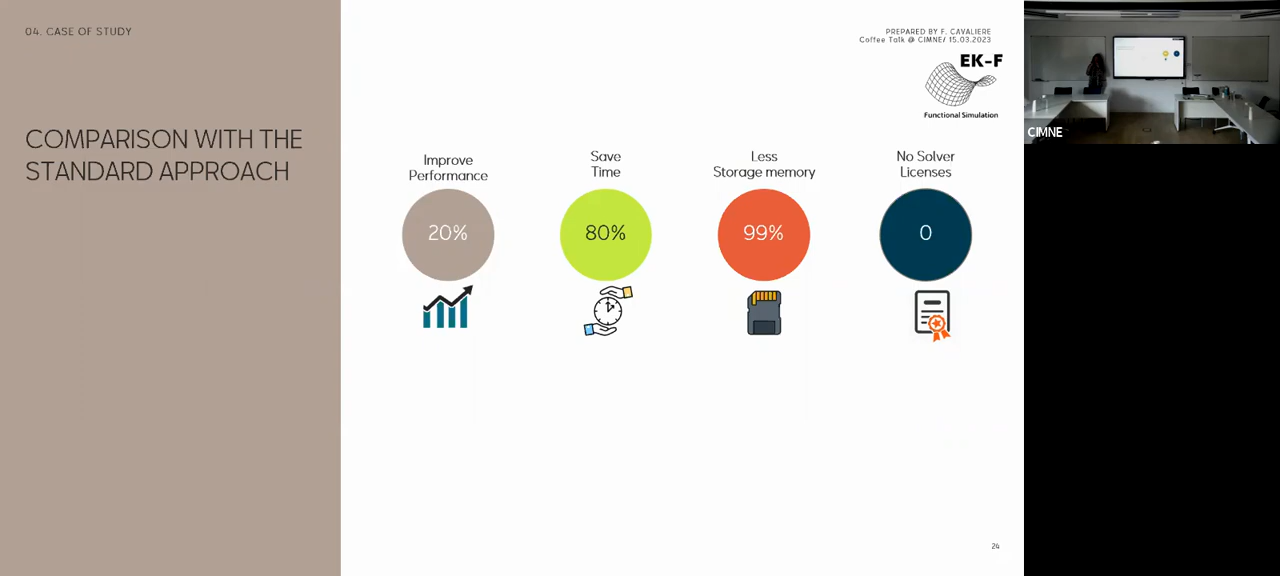 04. CASE OF STUDY
PREPARED BY F. CAVALIERE
Coffee Talk @ CIMNE/ 15.03.2023
EK-F
Functional Simulation
COMPARISON WITH THE
STANDARD APPROACH
Improve
Performance
20%
Save
Time
80%
Less
Storage memory
99%
No Solver
Licenses
0
24
CIMNE